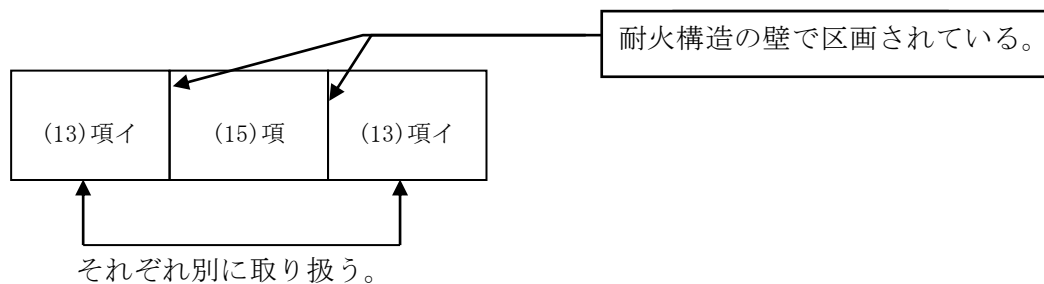 耐火構造の壁で区画されている。
(13)項イ
(15)項
(13)項イ
それぞれ別に取り扱う。